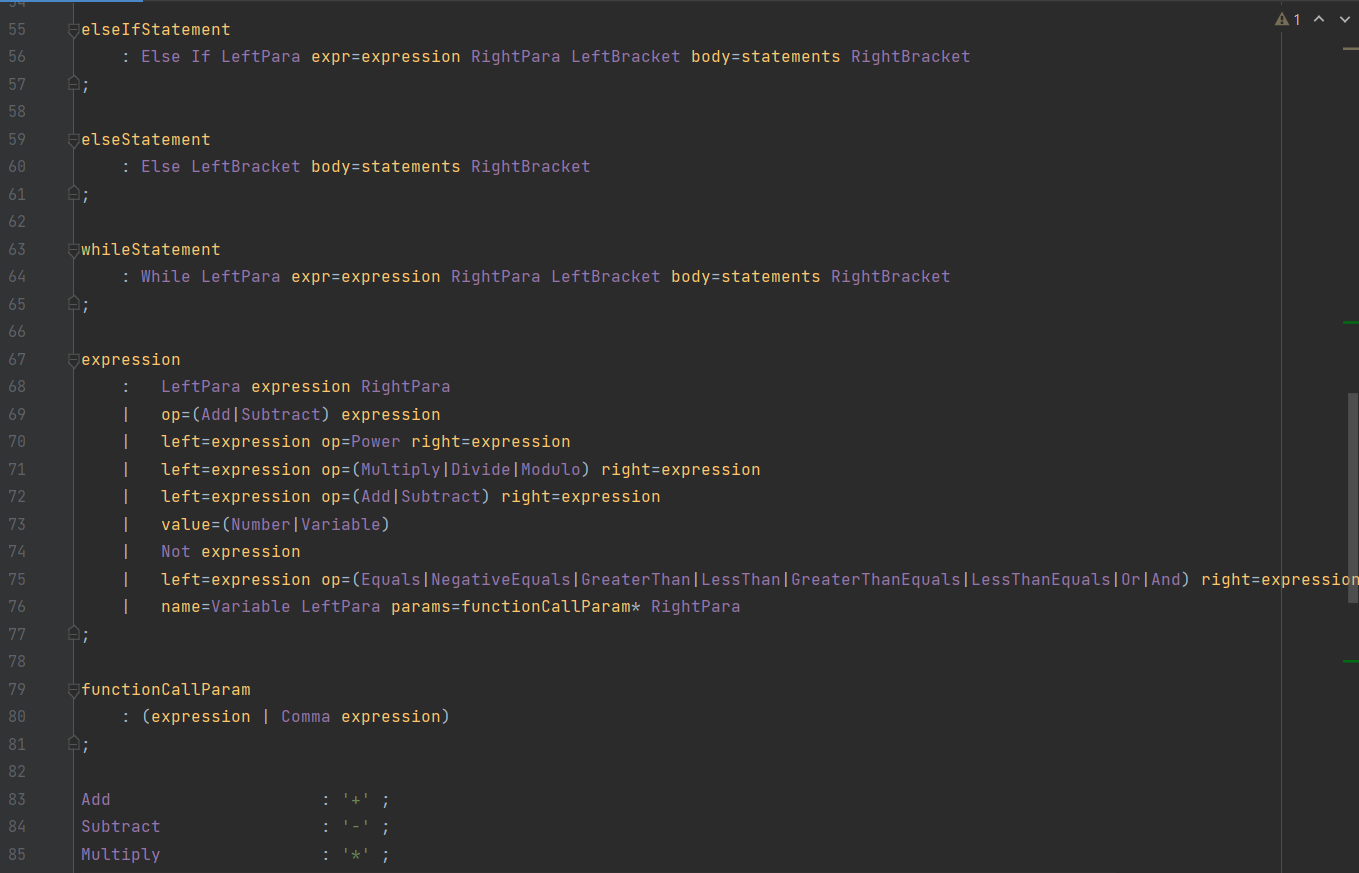 54
55 elseIfStatement
56 : Else If LeftPara expr=expression RightPara LeftBracket body=statements RightBracket
57 ;
58
59 elseStatement
60 : Else LeftBracket body=statements RightBracket
61 ;
62
63 whileStatement
64 : While LeftPara expr=expression RightPara LeftBracket body=statements RightBracket
65 ;
66
67 expression
68 : LeftPara expression RightPara
69 | op=(Add|Subtract) expression
70 | left=expression op=Power right=expression
71 | left=expression op=(Multiply|Divide|Modulo) right=expression
72 | left=expression op=(Add|Subtract) right=expression
73 | value=(Number|Variable)
74 | Not expression
75 | left=expression op=(Equals|NegativeEquals|GreaterThan|LessThan|GreaterThanEquals|LessThanEquals|Or|And) right=expression
76 | name=Variable LeftPara params=functionCallParam* RightPara
77 ;
78
79 functionCallParam
80 : (expression | Comma expression)
81 ;
82
83 Add : '+' ;
84 Subtract : '-' ;
85 Multiply : '*' ;
1